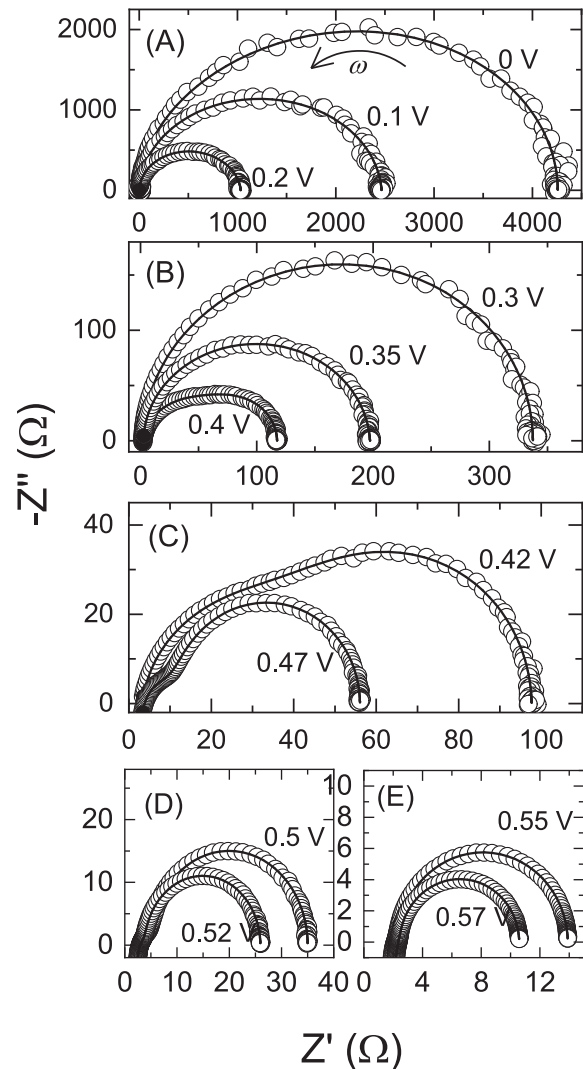 (A)
2000
1000
0
ω
0 V
0.1 V
0.2 V
0 1000 2000 3000 4000
(B)
100
0
0.3 V
0.35 V
0.4 V
0 100 200 300
-Z'' (Ω)
(C)
40
20
0
0.42 V
0.47 V
0 20 40 60 80 100
(D)
20
10
0
0.5 V
0.52 V
0 10 20 30 40
(E)
10
8
6
4
2
0
0.55 V
0.57 V
4 8 12
Z' (Ω)